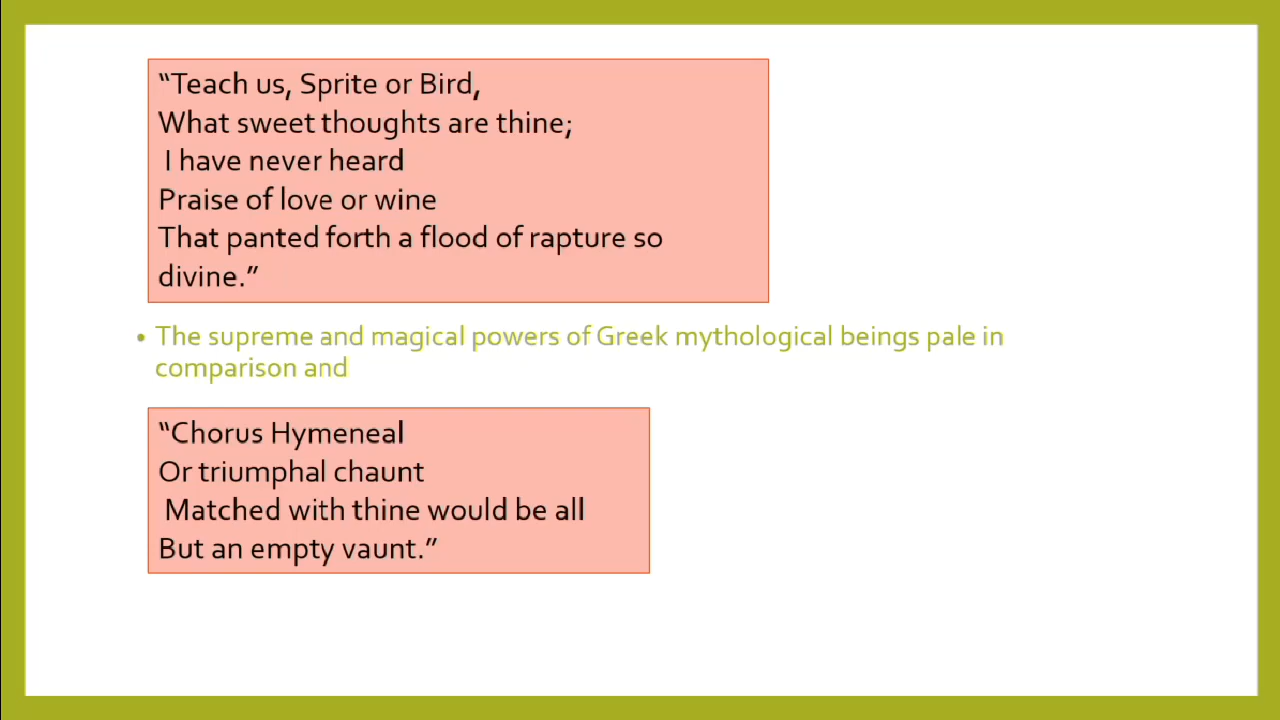 “Teach us, Sprite or Bird,
What sweet thoughts are thine;
I have never heard
Praise of love or wine
That panted forth a flood of rapture so
divine.”
• The supreme and magical powers of Greek mythological beings pale in
comparison and
“Chorus Hymeneal
Or triumphal chaunt
Matched with thine would be all
But an empty vaunt.”